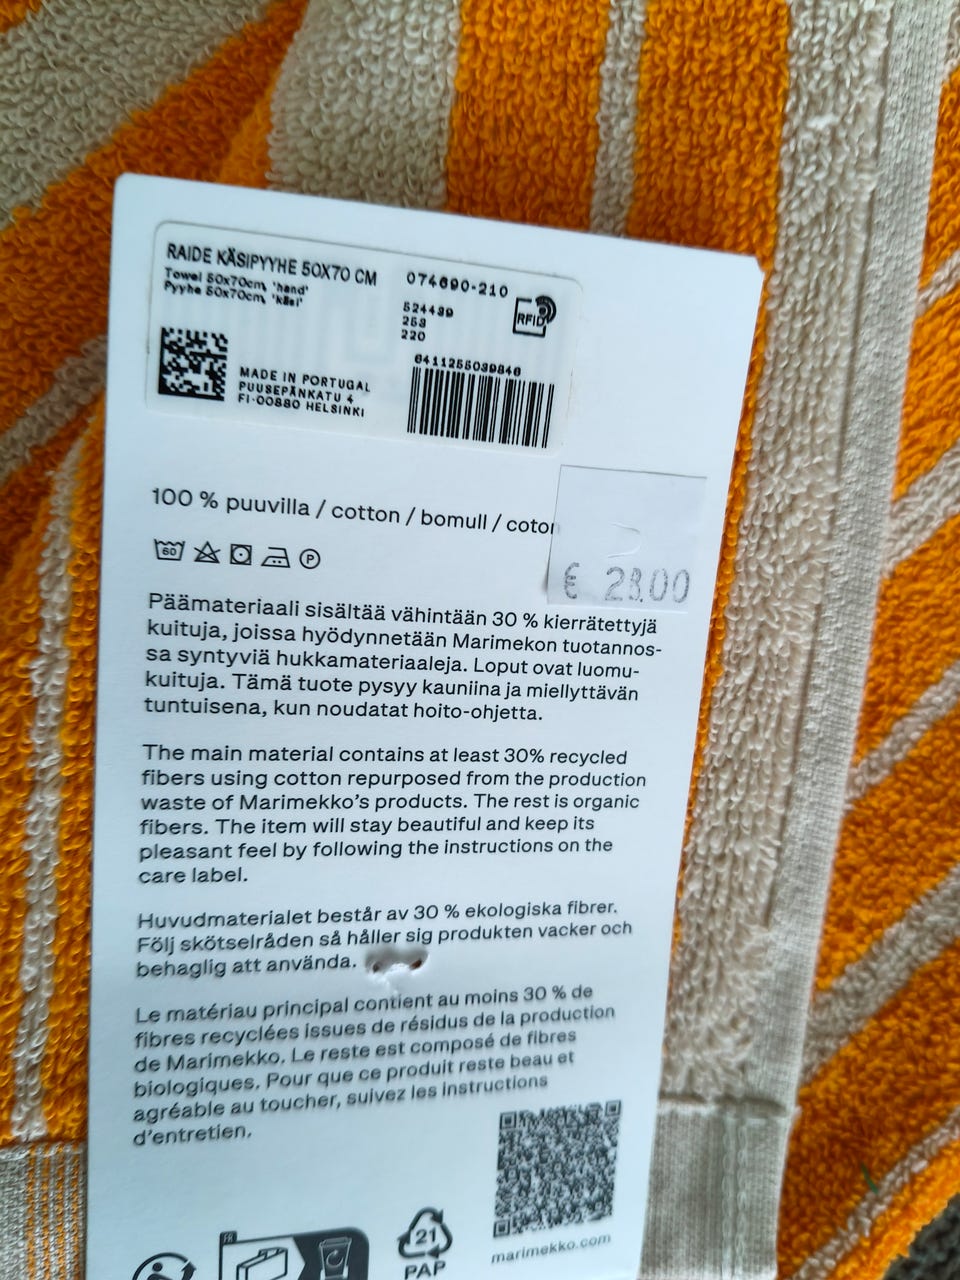 RAIDE KÄSIPYYHE 50X70 CM
Towel 50x70cm, 'hand'
Pyyhe 50x70cm, 'käsi'
074690-210
524439
253
220
RFID
6411255039846
MADE IN PORTUGAL
PUUSEPÄNKATU 4
FI-00880 HELSINKI
100 % puuvilla / cotton / bomull / coton
60
P
€ 28.00
Päämateriaali sisältää vähintään 30 % kierrätettyjä
kuituja, joissa hyödynnetään Marimekon tuotannos-
sa syntyviä hukkamateriaaleja. Loput ovat luomu-
kuituja. Tämä tuote pysyy kauniina ja miellyttävän
tuntuisena, kun noudatat hoito-ohjetta.
The main material contains at least 30% recycled
fibers using cotton repurposed from the production
waste of Marimekko's products. The rest is organic
fibers. The item will stay beautiful and keep its
pleasant feel by following the instructions on the
care label.
Huvudmaterialet består av 30 % ekologiska fibrer.
Följ skötselråden så håller sig produkten vacker och
behaglig att använda.
Le matériau principal contient au moins 30 % de
fibres recyclées issues de résidus de la production
de Marimekko. Le reste est composé de fibres
biologiques. Pour que ce produit reste beau et
agréable au toucher, suivez les instructions
d'entretien.
FR
21
PAP
marimekko.com